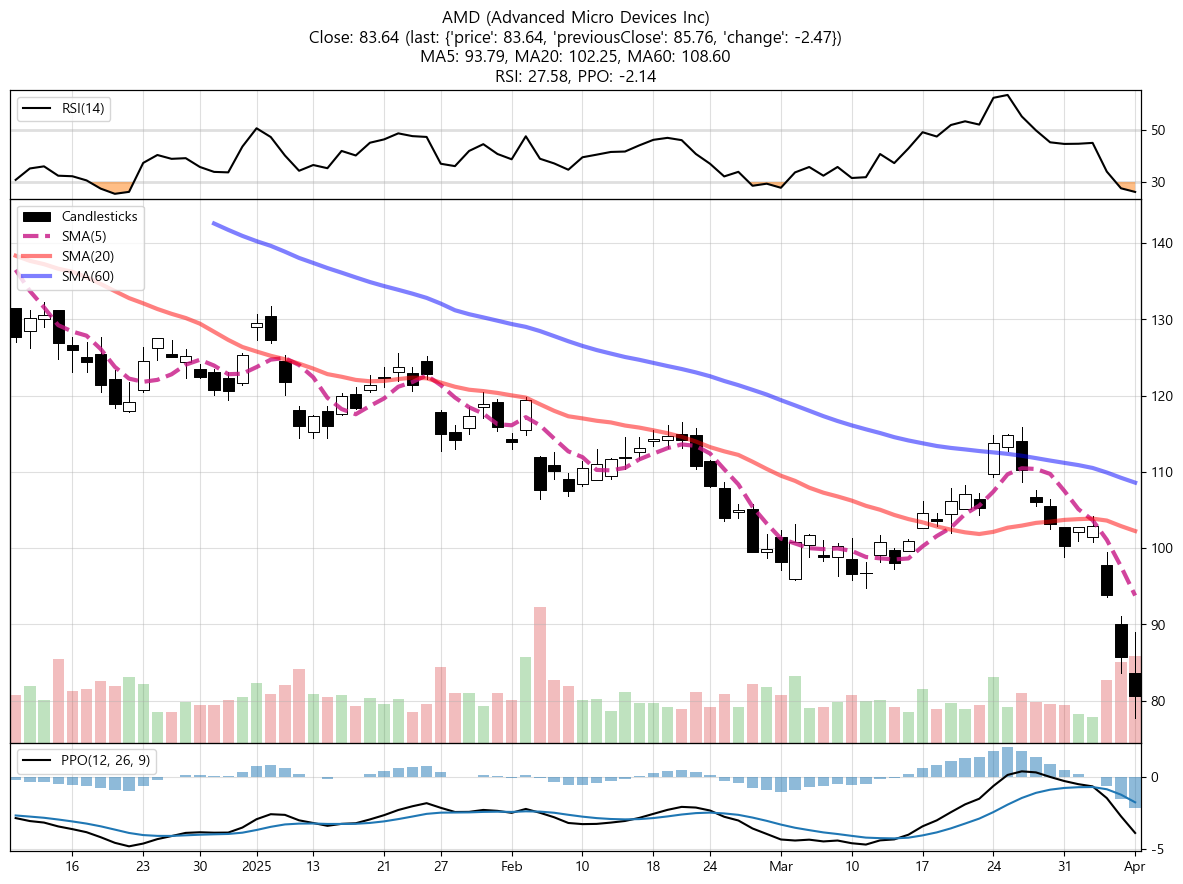 AMD (Advanced Micro Devices Inc)
Close: 83.64 (last: {'price': 83.64, 'previousClose': 85.76, 'change': -2.47})
MA5: 93.79, MA20: 102.25, MA60: 108.60
RSI: 27.58, PPO: -2.14
RSI(14)
50
30
Candlesticks
SMA(5)
SMA(20)
SMA(60)
140
130
120
110
100
90
80
PPO(12, 26, 9)
0
-5
16 23 30 2025 13 21 27 Feb 10 18 24 Mar 10 17 24 31 Apr